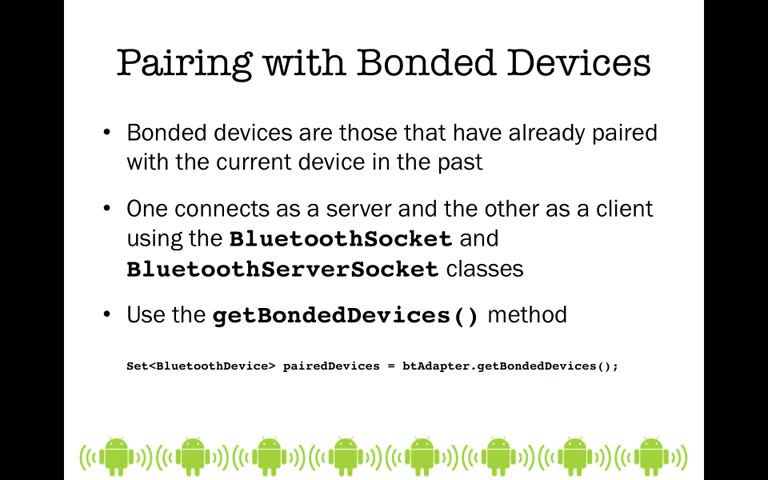 Pairing with Bonded Devices
• Bonded devices are those that have already paired
with the current device in the past
• One connects as a server and the other as a client
using the BluetoothSocket and
BluetoothServerSocket classes
• Use the getBondedDevices() method
Set<BluetoothDevice> pairedDevices = btAdapter.getBondedDevices();